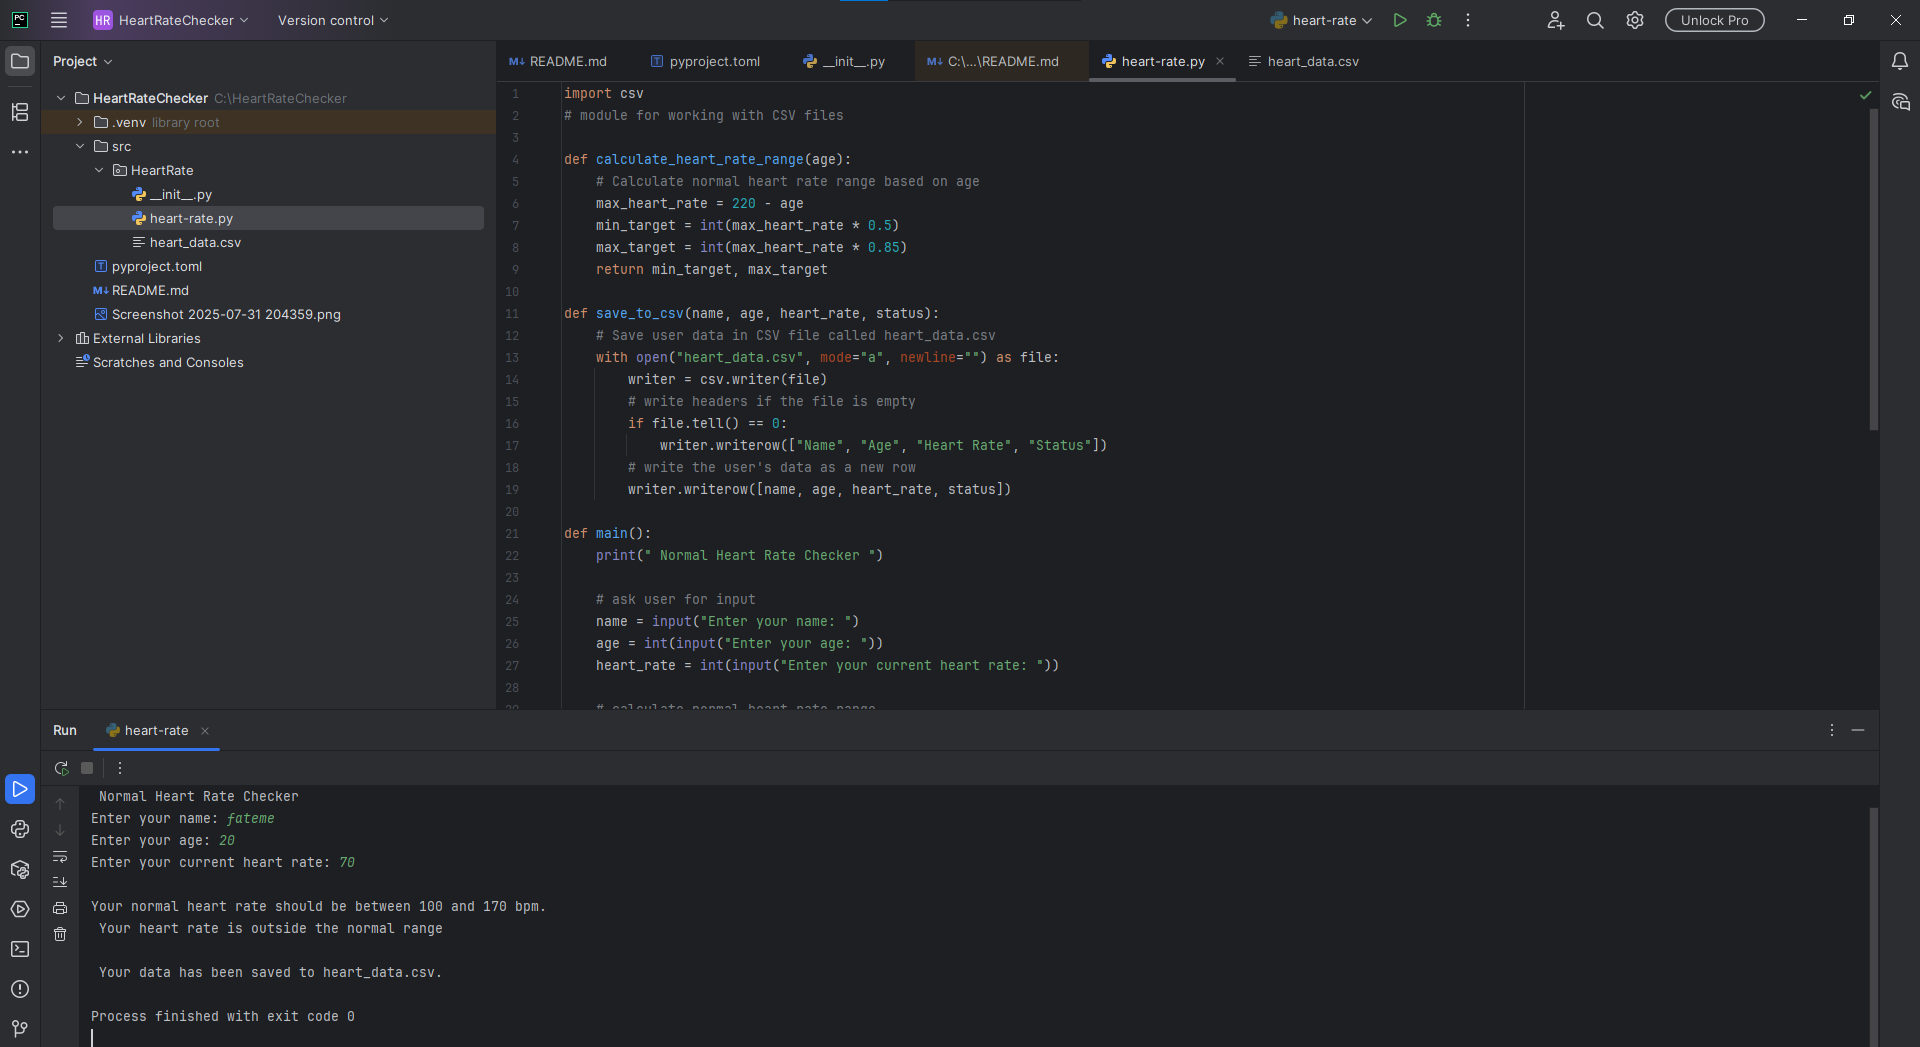 PC
HR HeartRateChecker
Version control
heart-rate
Unlock Pro
Project
README.md
pyproject.toml
__init__.py
C:\...\README.md
heart-rate.py
heart_data.csv
HeartRateChecker C:\HeartRateChecker
.venv library root
src
HeartRate
__init__.py
heart-rate.py
heart_data.csv
pyproject.toml
README.md
Screenshot 2025-07-31 204359.png
External Libraries
Scratches and Consoles
1 import csv
2 # module for working with CSV files
3
4 def calculate_heart_rate_range(age):
5     # Calculate normal heart rate range based on age
6     max_heart_rate = 220 - age
7     min_target = int(max_heart_rate * 0.5)
8     max_target = int(max_heart_rate * 0.85)
9     return min_target, max_target
10
11 def save_to_csv(name, age, heart_rate, status):
12     # Save user data in CSV file called heart_data.csv
13     with open("heart_data.csv", mode="a", newline="") as file:
14         writer = csv.writer(file)
15         # write headers if the file is empty
16         if file.tell() == 0:
17             writer.writerow(["Name", "Age", "Heart Rate", "Status"])
18         # write the user's data as a new row
19         writer.writerow([name, age, heart_rate, status])
20
21 def main():
22     print(" Normal Heart Rate Checker ")
23
24     # ask user for input
25     name = input("Enter your name: ")
26     age = int(input("Enter your age: "))
27     heart_rate = int(input("Enter your current heart rate: "))
28
29     # calculate normal heart rate range
Run
heart-rate
Normal Heart Rate Checker
Enter your name: fateme
Enter your age: 20
Enter your current heart rate: 70
Your normal heart rate should be between 100 and 170 bpm.
Your heart rate is outside the normal range
Your data has been saved to heart_data.csv.
Process finished with exit code 0